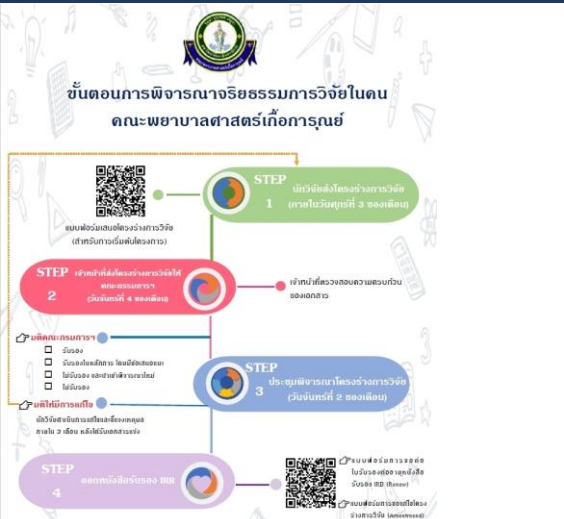 ขั้นตอนการพิจารณาจริยธรรมการวิจัยในคน
คณะพยาบาลศาสตร์เกื้อการุณย์
STEP
1
นักวิจัยส่งโครงร่างการวิจัย
(ภายในวันศุกร์ที่ 3 ของเดือน)
แบบฟอร์มเสนอโครงร่างการวิจัย
(สำหรับการเริ่มต้นโครงการ)
STEP
2
เจ้าหน้าที่ส่งโครงร่างการวิจัยให้
คณะกรรมการฯ
(วันจันทร์ที่ 4 ของเดือน)
เจ้าหน้าที่ตรวจสอบความครบถ้วน
ของเอกสาร
มติคณะกรรมการฯ
รับรอง
รับรองในหลักการ โดยมีข้อเสนอแนะ
ไม่รับรอง และนำเข้าพิจารณาใหม่
ไม่รับรอง
STEP
3
ประชุมพิจารณาโครงร่างการวิจัย
(วันจันทร์ที่ 2 ของเดือน)
มติให้มีการแก้ไข
นักวิจัยดำเนินการแก้ไขและชี้แจงเหตุผล
ภายใน 3 เดือน หลังได้รับเอกสารแจ้ง
STEP
4
ออกหนังสือรับรอง IRB
แบบฟอร์มการขอต่อ
ใบรับรองต่ออายุหนังสือ
รับรอง IRB (Renew)
แบบฟอร์มการขอแก้ไขโครง
ร่างการวิจัย (Amendment)